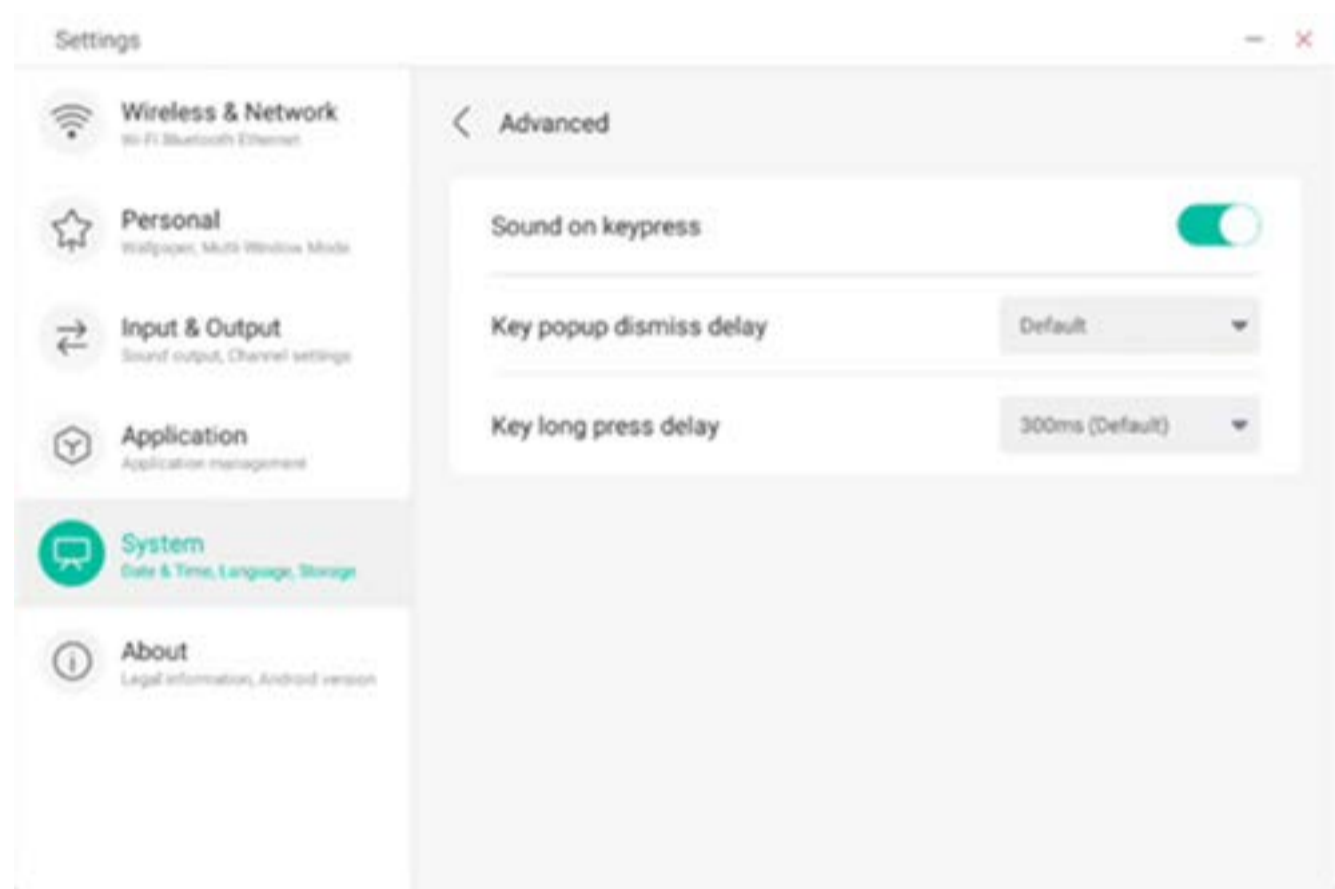 Settings
Wireless & Network
Wi-Fi Bluetooth Ethernet
Personal
Wallpaper, Multi-Window Mode
Input & Output
Sound output, Channel settings
Application
Application management
System
Date & Time, Language, Storage
About
Legal information, Android version
Advanced
Sound on keypress
Key popup dismiss delay
Default
Key long press delay
300ms (Default)